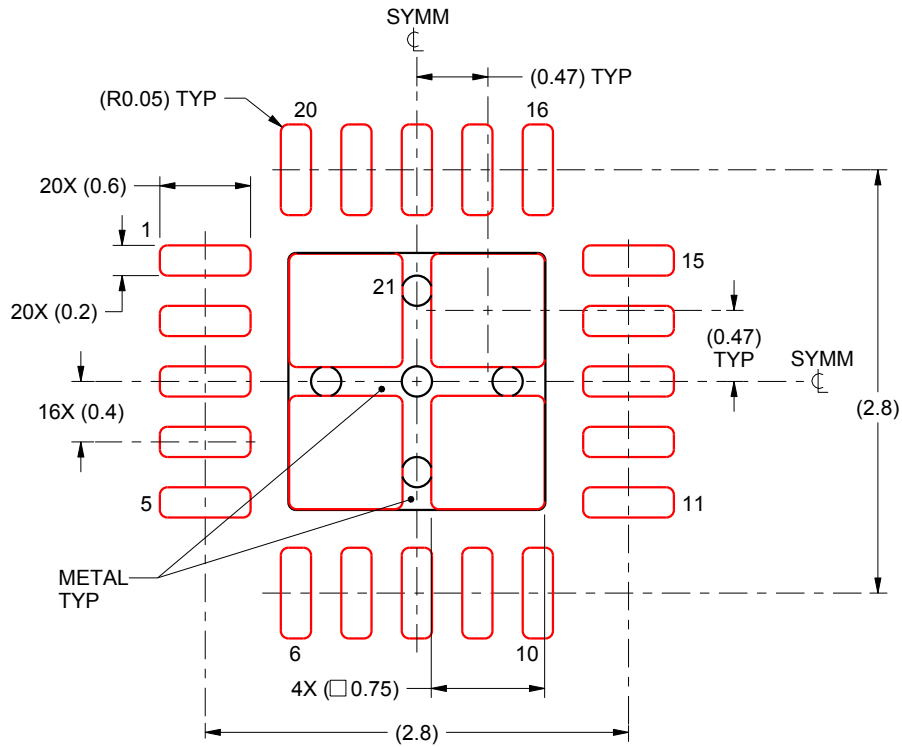 SYMM
℄
(0.47) TYP
(R0.05) TYP
20
16
20X (0.6)
1
15
21
20X (0.2)
(0.47)
TYP
SYMM
℄
16X (0.4)
(2.8)
5
11
METAL
TYP
6
10
4X (□ 0.75)
(2.8)